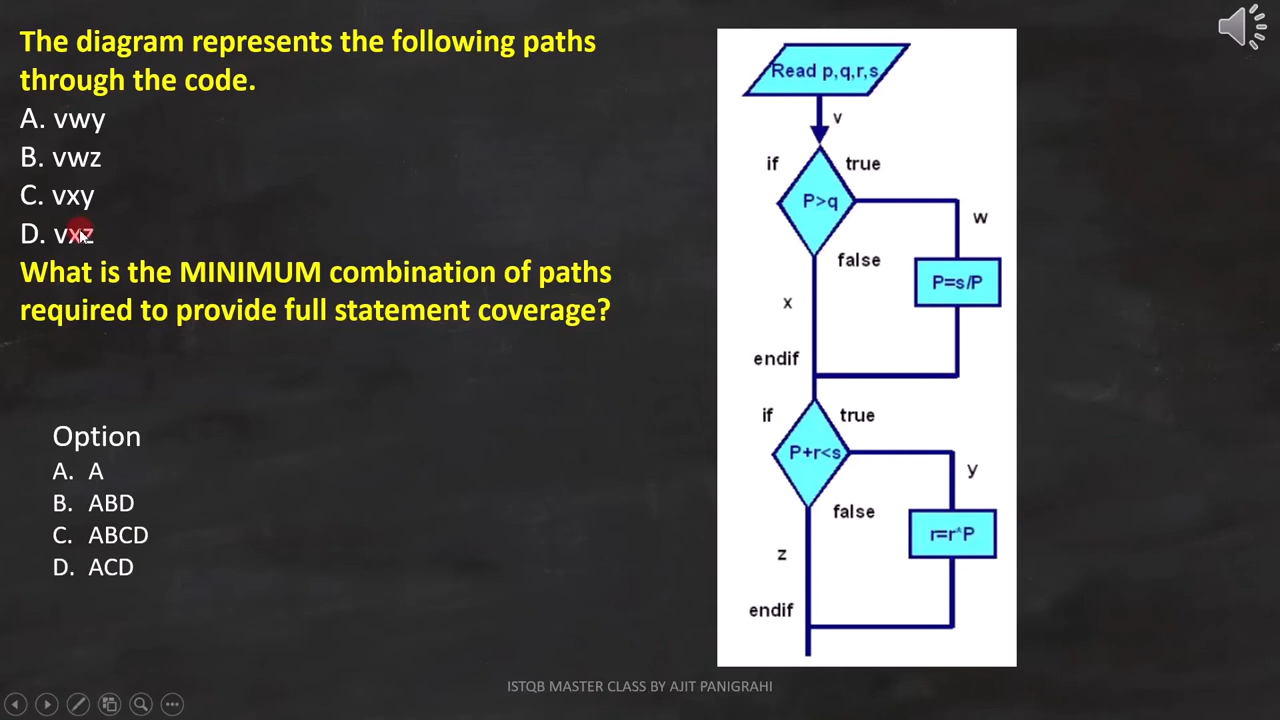 The diagram represents the following paths
through the code.
A. vwy
B. vwz
C. vxy
D. vxz
What is the MINIMUM combination of paths
required to provide full statement coverage?
Option
A. A
B. ABD
C. ABCD
D. ACD
Read p,q,r,s
v
if true
P>q
w
false
P=s/P
x
endif
if true
P+r<s
y
false
r=r*P
z
endif
ISTQB MASTER CLASS BY AJIT PANIGRAHI